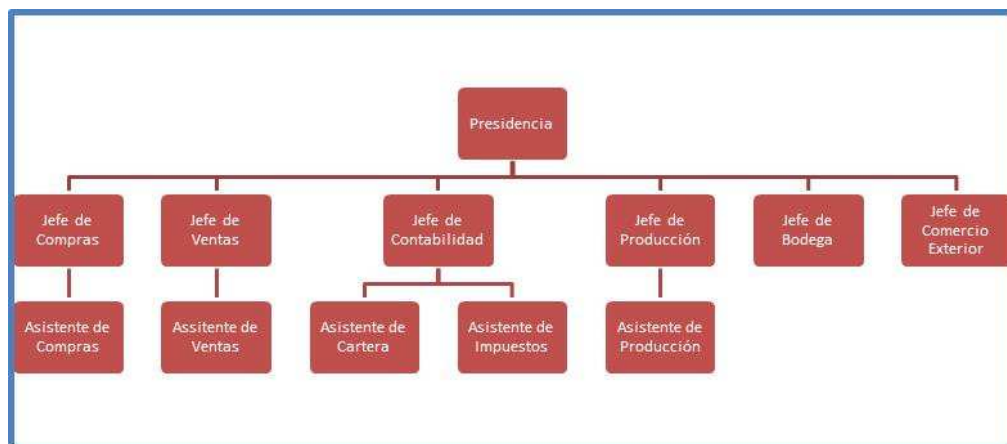 Presidencia
Jefe de
Compras
Jefe de
Ventas
Jefe de
Contabilidad
Jefe de
Producción
Jefe de
Bodega
Jefe de
Comercio
Exterior
Asistente de
Compras
Assitente de
Ventas
Asistente de
Cartera
Asistente de
Impuestos
Asistente de
Producción